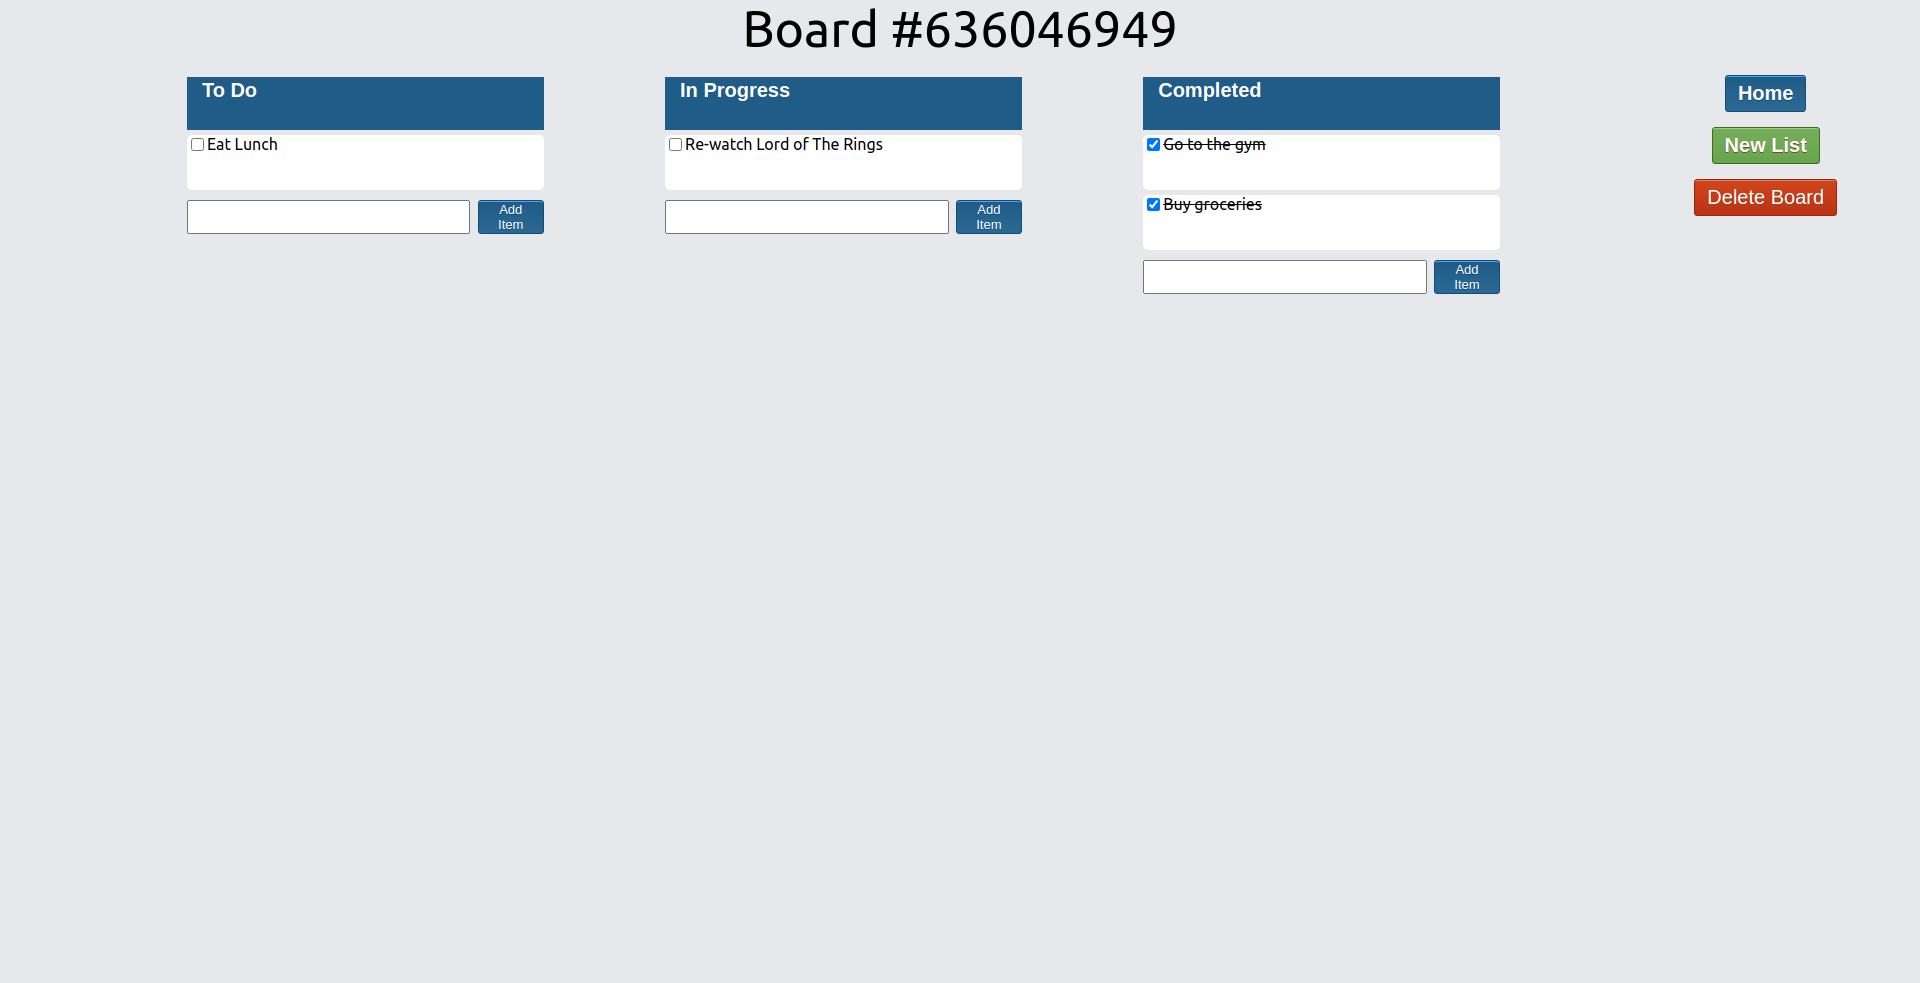 Board #636046949
To Do
Eat Lunch
Add
Item
In Progress
Re-watch Lord of The Rings
Add
Item
Completed
Go to the gym
Buy groceries
Add
Item
Home
New List
Delete Board